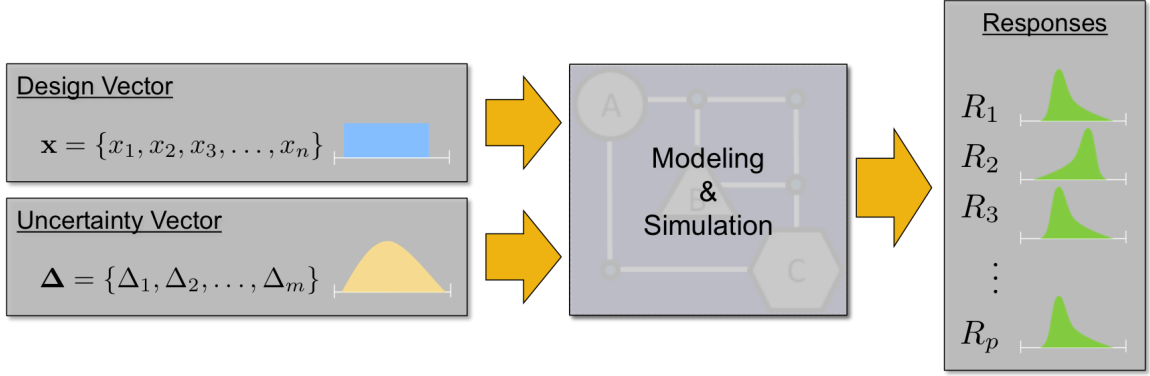 Design Vector
x = {x₁, x₂, x₃, . . . , xₙ}
Uncertainty Vector
Δ = {Δ₁, Δ₂, . . . , Δₘ}
A
B
C
Modeling
&
Simulation
Responses
R₁
R₂
R₃
⋮
Rₚ